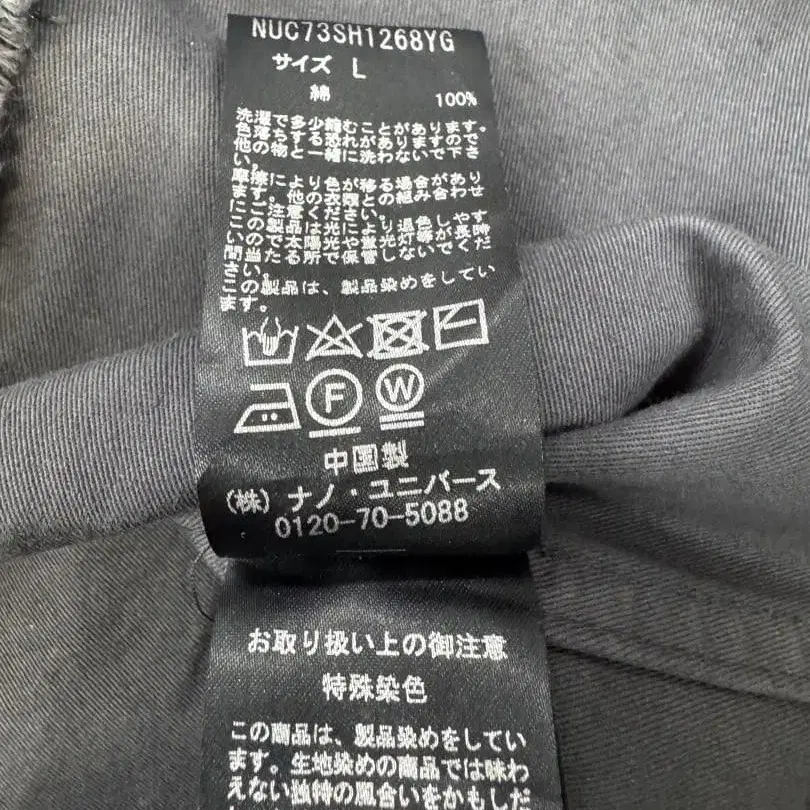 NUC73SH1268YG
サイズ L
綿 100%
洗濯で多少縮むことがあります。
色落ちする恐れがありますので
他の物と一緒に洗わないで下さ
い。
摩擦により色が移る場合があり
ます。他の衣類との組み合わせ
にご注意ください。
この製品は光により退色しやす
いので太陽光や蛍光灯等が長時
間当たる所で保管しないでくだ
さい。
この製品は、製品染めをしてい
ます。
F W
中国製
(株) ナノ・ユニバース
0120-70-5088
お取り扱い上の御注意
特殊染色
この商品は、製品染めをしてい
ます。生地染めの商品では味わ
えない独特の風合いをかもしだ